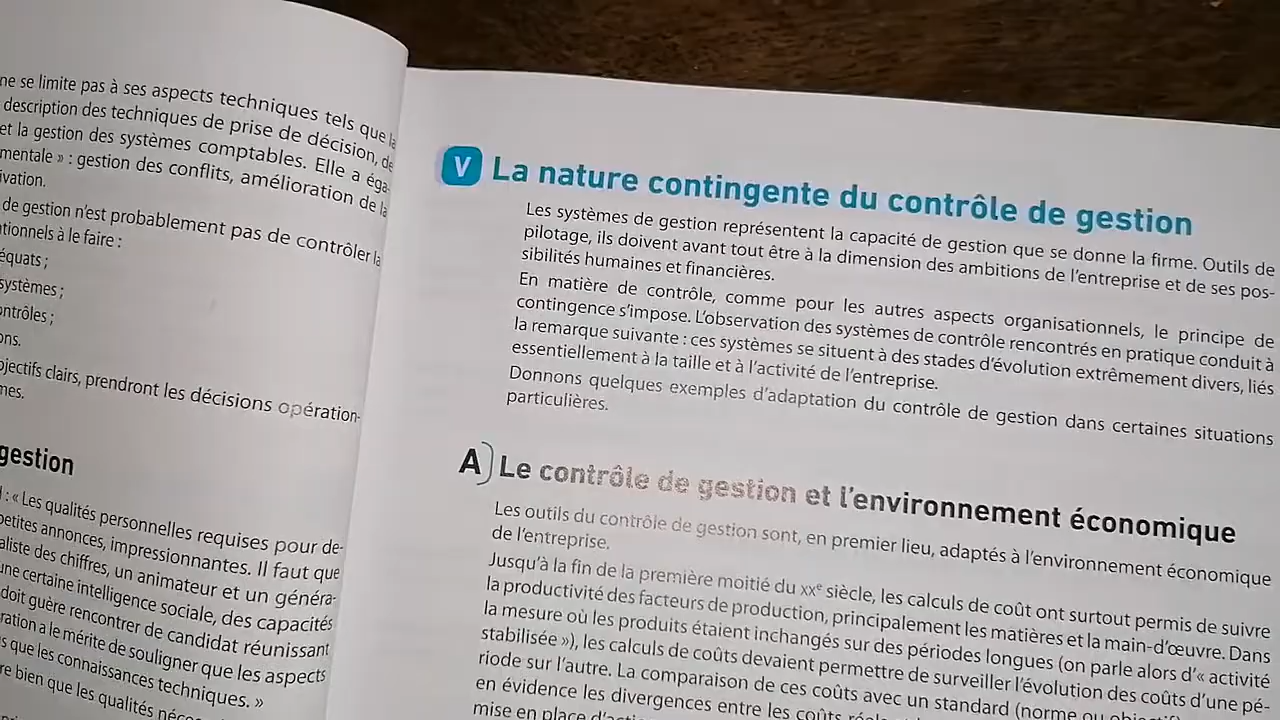 ne se limite pas à ses aspects techniques tels que la
description des techniques de prise de décision, de
et la gestion des systèmes comptables. Elle a éga-
mentale » : gestion des conflits, amélioration de la
ivation.
de gestion n'est probablement pas de contrôler la
tionnels à le faire :
équats ;
systèmes ;
ontrôles ;
ons.
bjectifs clairs, prendront les décisions opération-
mes.
gestion
: « Les qualités personnelles requises pour de-
petites annonces, impressionnantes. Il faut que
aliste des chiffres, un animateur et un généra-
une certaine intelligence sociale, des capacités
doit guère rencontrer de candidat réunissant
ration a le mérite de souligner que les aspects
s que les connaissances techniques. »
re bien que les qualités
V La nature contingente du contrôle de gestion
Les systèmes de gestion représentent la capacité de gestion que se donne la firme. Outils de
pilotage, ils doivent avant tout être à la dimension des ambitions de l'entreprise et de ses pos-
sibilités humaines et financières.
En matière de contrôle, comme pour les autres aspects organisationnels, le principe de
contingence s'impose. L'observation des systèmes de contrôle rencontrés en pratique conduit à
la remarque suivante : ces systèmes se situent à des stades d'évolution extrêmement divers, liés
essentiellement à la taille et à l'activité de l'entreprise.
Donnons quelques exemples d'adaptation du contrôle de gestion dans certaines situations
particulières.
A) Le contrôle de gestion et l'environnement économique
Les outils du contrôle de gestion sont, en premier lieu, adaptés à l'environnement économique
de l'entreprise.
Jusqu'à la fin de la première moitié du XXe siècle, les calculs de coût ont surtout permis de suivre
la productivité des facteurs de production, principalement les matières et la main-d'œuvre. Dans
la mesure où les produits étaient inchangés sur des périodes longues (on parle alors d'« activité
stabilisée »), les calculs de coûts devaient permettre de surveiller l'évolution des coûts d'une pé-
riode sur l'autre. La comparaison de ces coûts avec un standard (norme ou
en évidence les divergences entre les coûts
mise en place